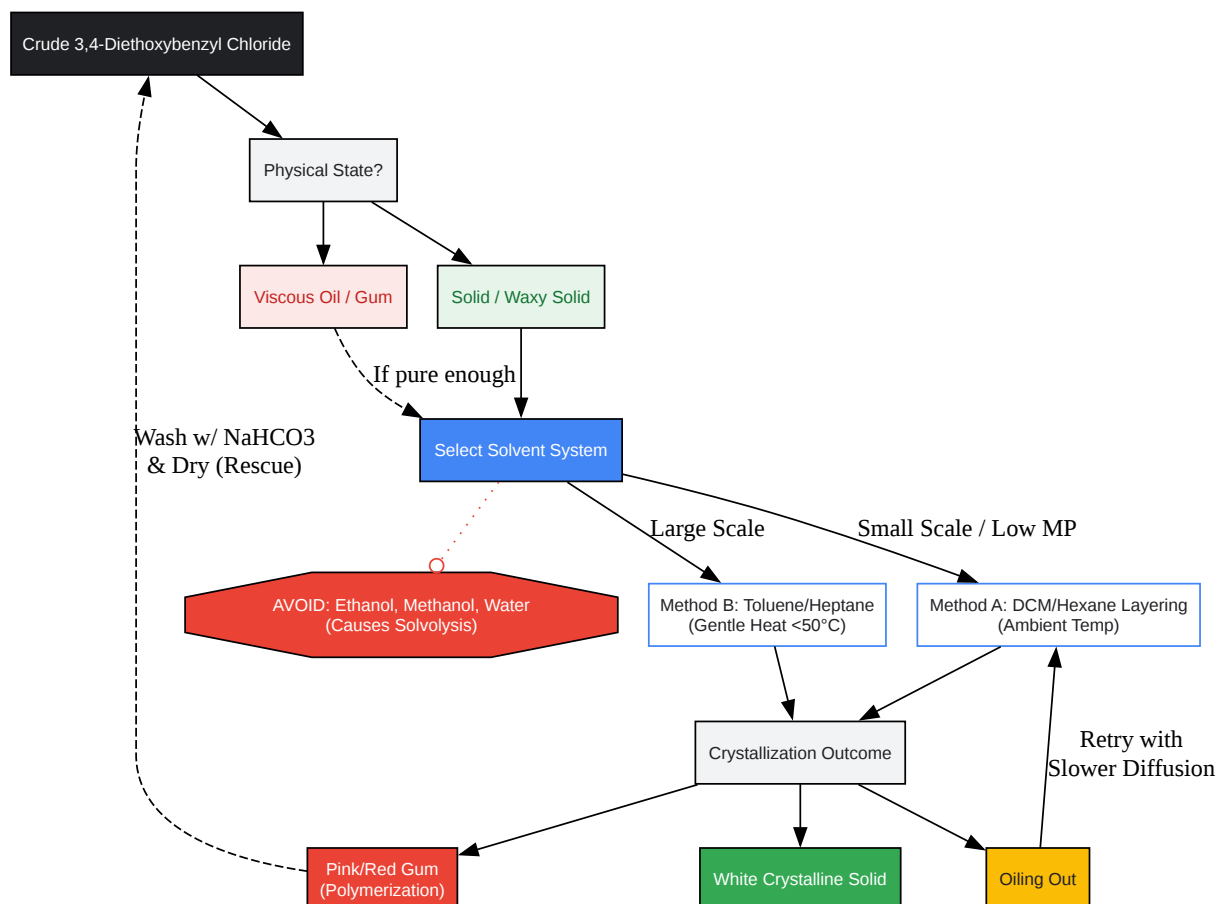 Crude 3,4-Diethoxybenzyl Chloride
Physical State?
Viscous Oil / Gum
Solid / Waxy Solid
If pure enough
Wash w/ NaHCO3
& Dry (Rescue)
Select Solvent System
Large Scale
Small Scale / Low MP
AVOID: Ethanol, Methanol, Water
(Causes Solvolysis)
Method B: Toluene/Heptane
(Gentle Heat <50°C)
Method A: DCM/Hexane Layering
(Ambient Temp)
Crystallization Outcome
Retry with
Slower Diffusion
Pink/Red Gum
(Polymerization)
White Crystalline Solid
Oiling Out